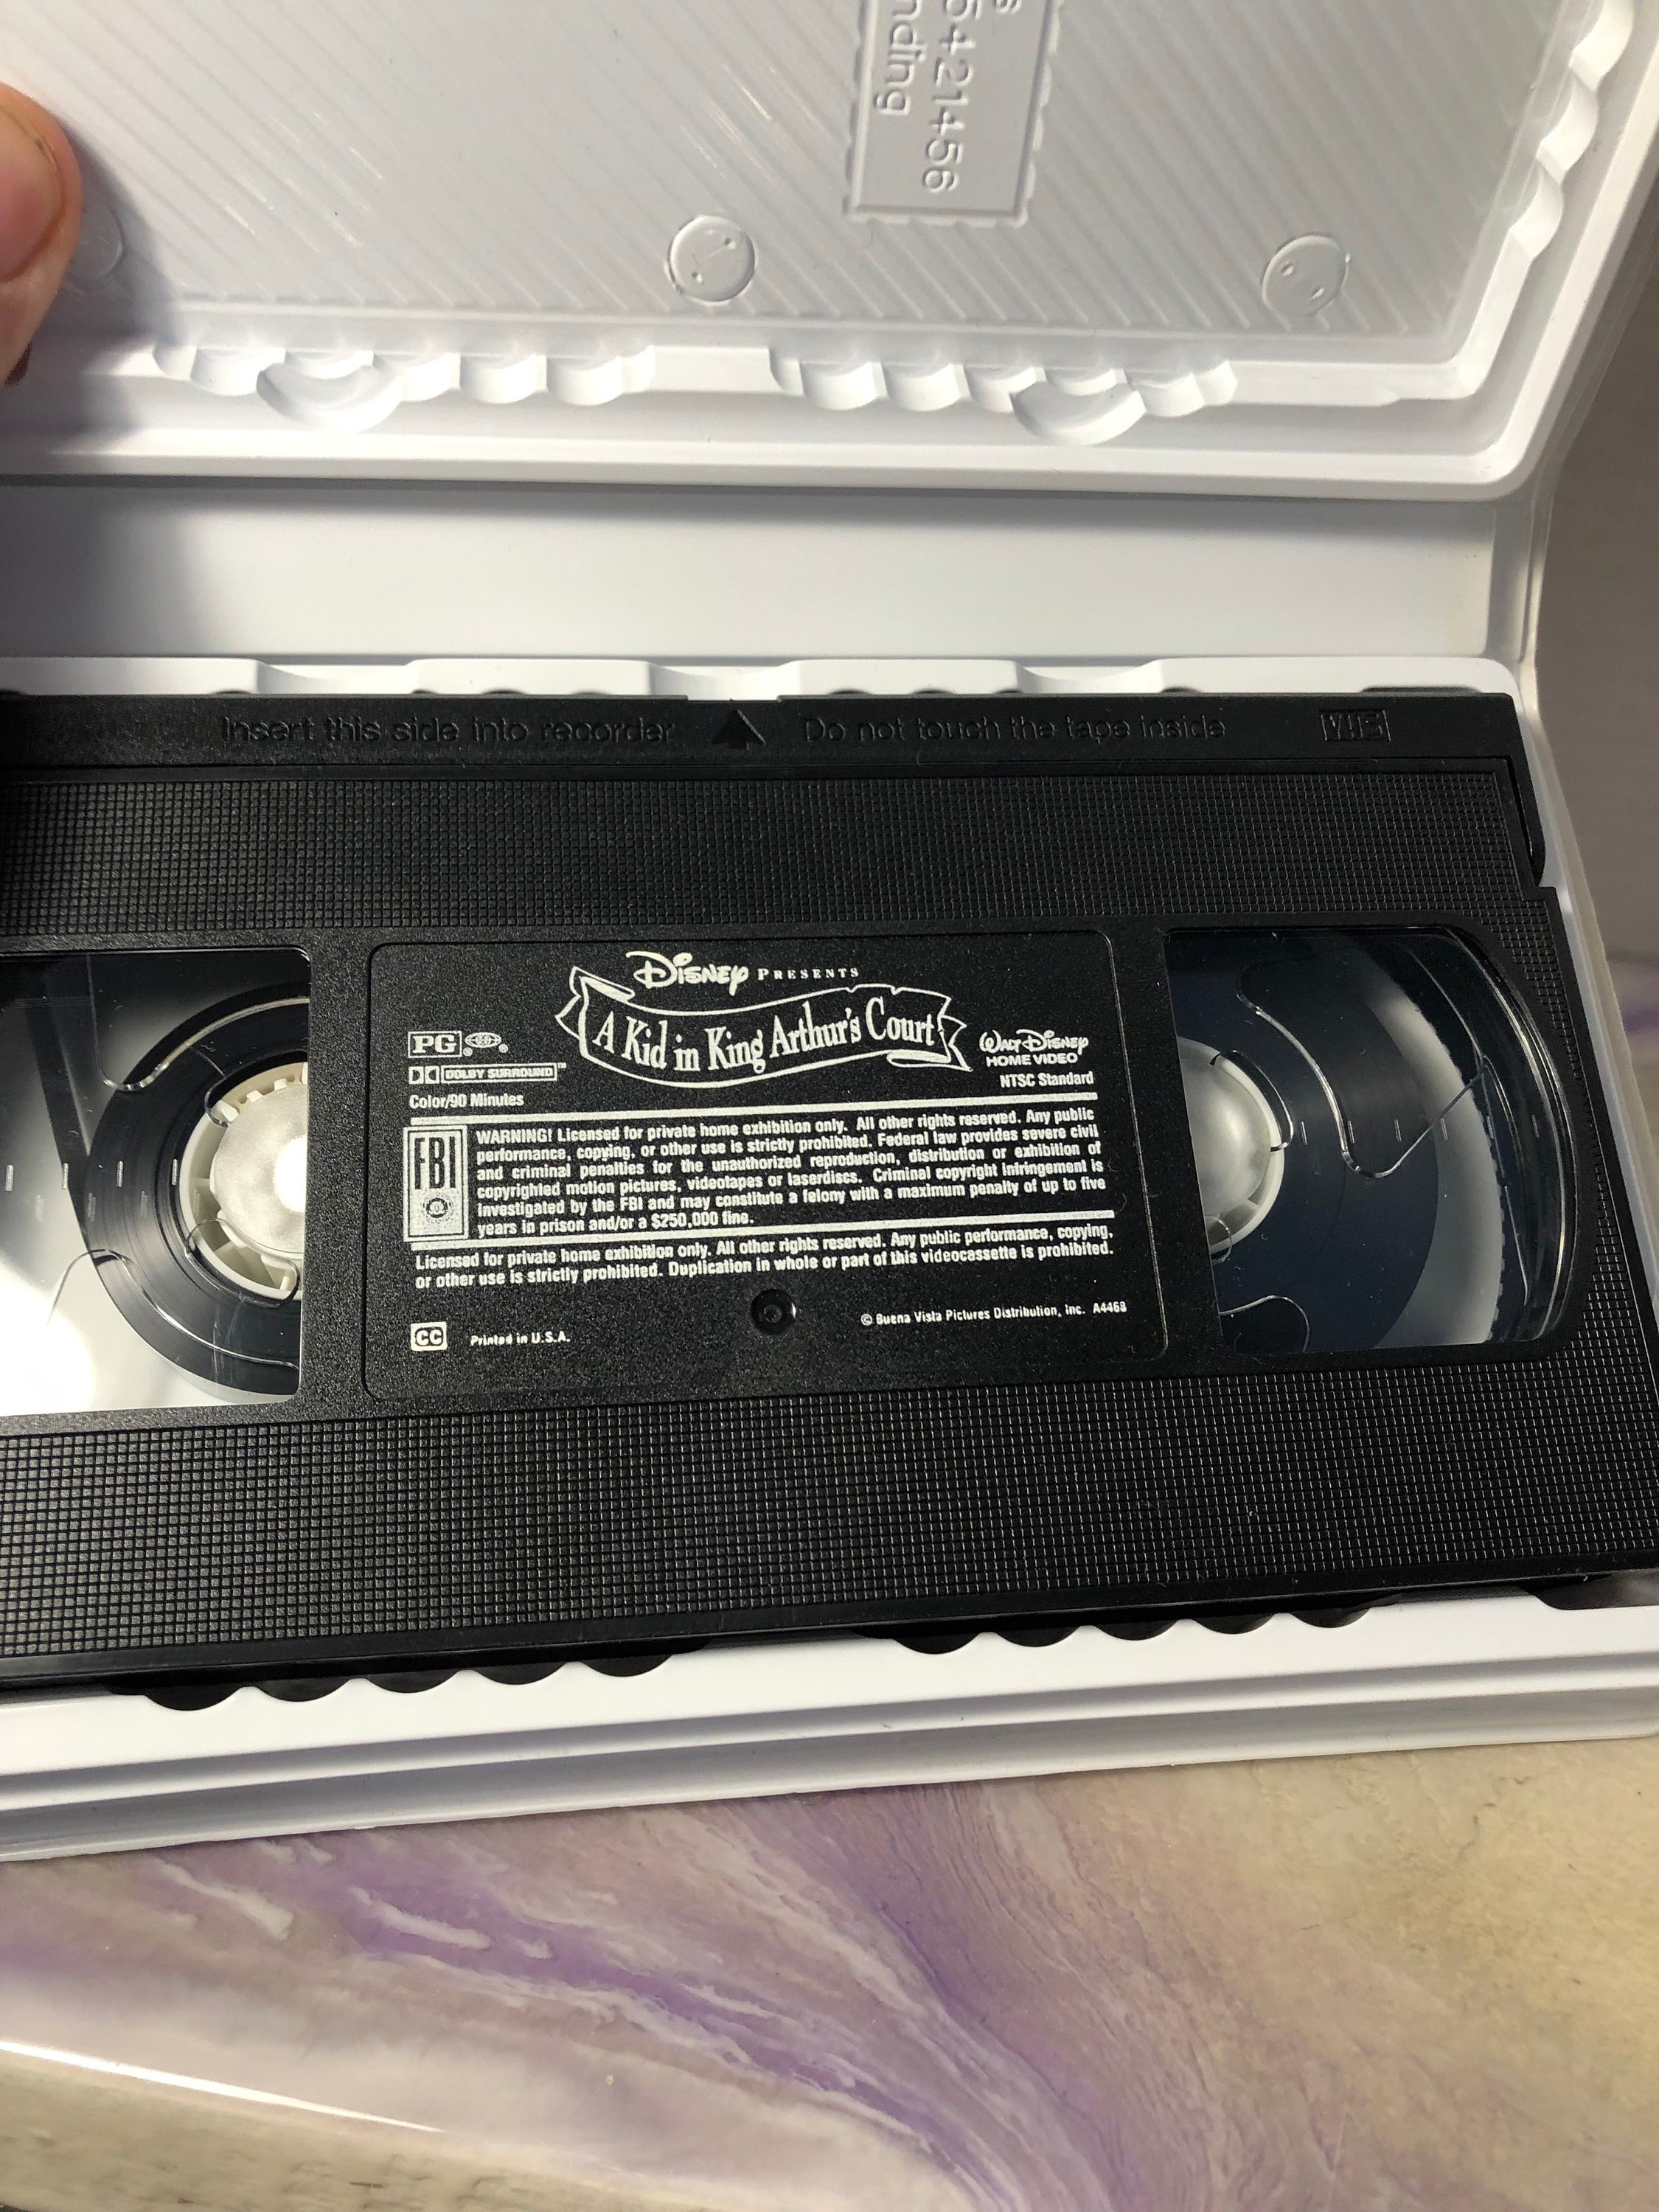 5421456
nding
Insert this side into recorder Do not touch the tape inside VHS
Disney PRESENTS
A Kid in King Arthur's Court
PG ® ®
Walt Disney
HOME VIDEO
DOLBY SURROUND™
NTSC Standard
Color/90 Minutes
FBI
WARNING! Licensed for private home exhibition only. All other rights reserved. Any public
performance, copying, or other use is strictly prohibited. Federal law provides severe civil
and criminal penalties for the unauthorized reproduction, distribution or exhibition of
copyrighted motion pictures, videotapes or laserdiscs. Criminal copyright infringement is
investigated by the FBI and may constitute a felony with a maximum penalty of up to five
years in prison and/or a $250,000 fine.
Licensed for private home exhibition only. All other rights reserved. Any public performance, copying,
or other use is strictly prohibited. Duplication in whole or part of this videocassette is prohibited.
CC Printed in U.S.A.
© Buena Vista Pictures Distribution, Inc. A4468